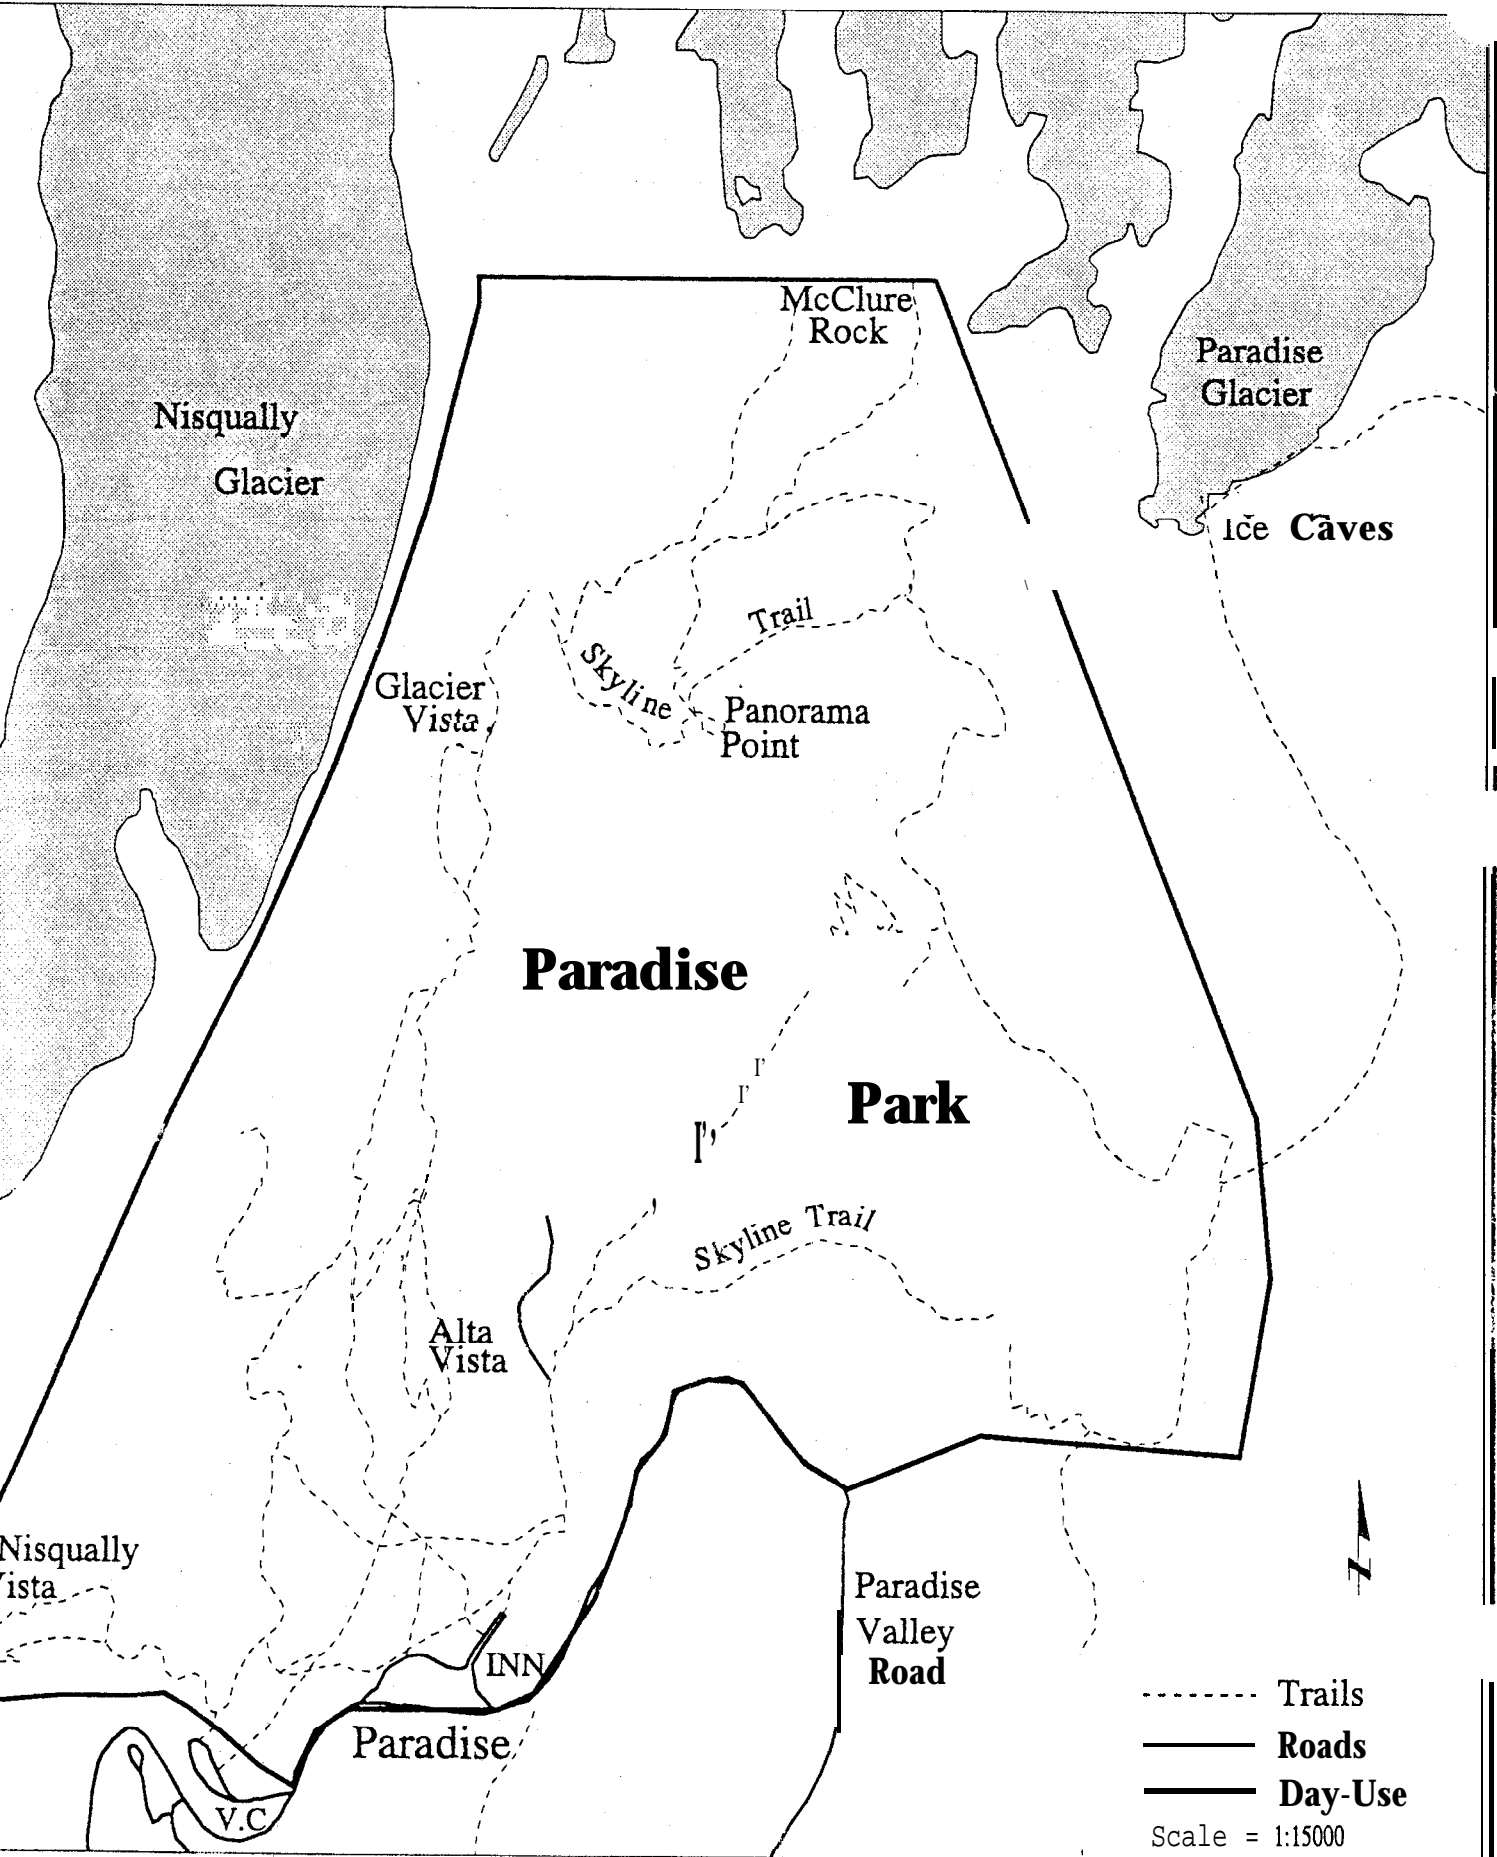 McClure
Rock
Paradise
Glacier
Nisqually
Glacier
Ice Caves
Trail
Skyline
Glacier
Vista
Panorama
Point
Paradise
Park
Skyline Trail
Alta
Vista
Nisqually
Vista
Paradise
Valley
Road
INN
Paradise
V.C
N
Trails
Roads
Day-Use
Scale = 1:15000